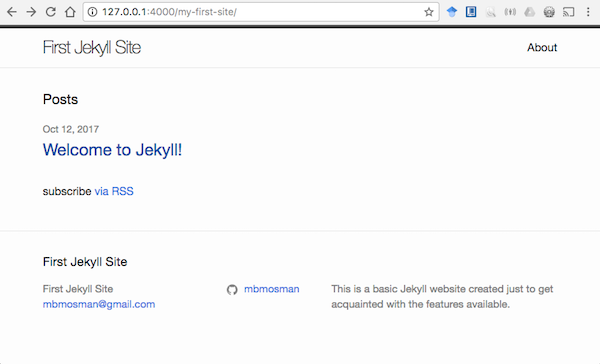 127.0.0.1:4000/my-first-site/
First Jekyll Site
About
Posts
Oct 12, 2017
Welcome to Jekyll!
subscribe via RSS
First Jekyll Site
First Jekyll Site
mbmosman@gmail.com
mbmosman
This is a basic Jekyll website created just to get
acquainted with the features available.